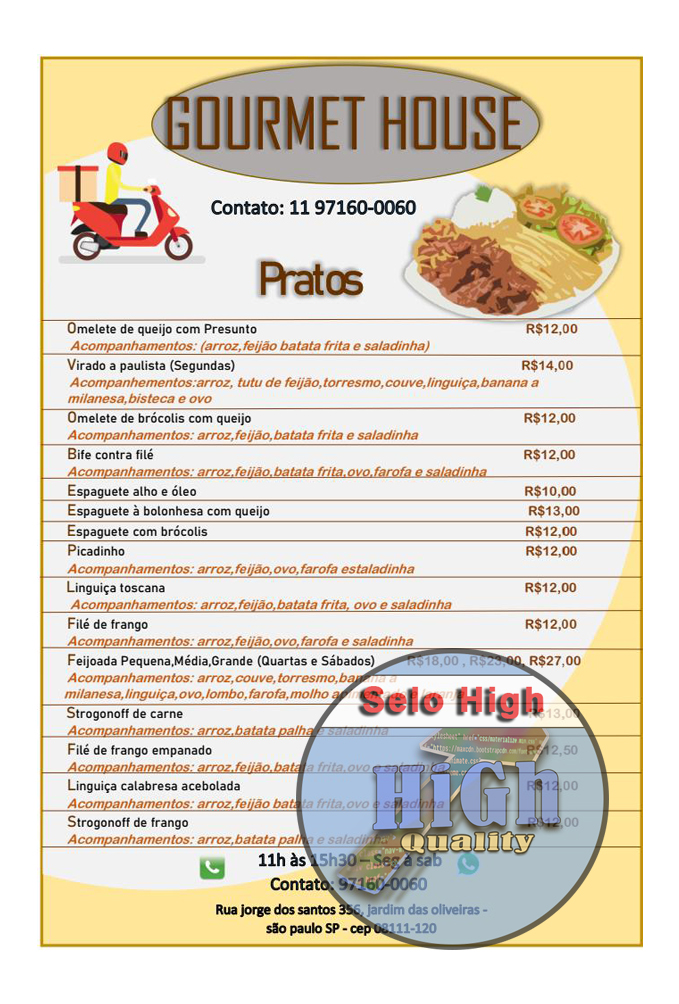 GOURMET HOUSE
Contato: 11 97160-0060
Pratos
Omelete de queijo com Presunto R$12,00
Acompanhamentos: (arroz,feijão batata frita e saladinha)
Virado a paulista (Segundas) R$14,00
Acompanhementos:arroz, tutu de feijão,torresmo,couve,linguiça,banana a
milanesa,bisteca e ovo
Omelete de brócolis com queijo R$12,00
Acompanhamentos: arroz,feijão,batata frita e saladinha
Bife contra filé R$12,00
Acompanhamentos: arroz,feijão,batata frita,ovo,farofa e saladinha
Espaguete alho e óleo R$10,00
Espaguete à bolonhesa com queijo R$13,00
Espaguete com brócolis R$12,00
Picadinho R$12,00
Acompanhamentos: arroz,feijão,ovo,farofa estaladinha
Linguiça toscana R$12,00
Acompanhamentos: arroz,feijão,batata frita, ovo e saladinha
Filé de frango R$12,00
Acompanhamentos: arroz,feijão,ovo,farofa e saladinha
Feijoada Pequena,Média,Grande (Quartas e Sábados) R$18,00 , R$23,00, R$27,00
Acompanhamentos: arroz,couve,torresmo,banana a
milanesa,linguiça,ovo,lombo,farofa,molho
Selo High
Strogonoff de carne R$13,00
Acompanhamentos: arroz,batata palha e saladinha
Filé de frango empanado R$12,50
Acompanhamentos: arroz,feijão,batata frita,ovo e saladinha
HiGh
Linguiça calabresa acebolada R$12,00
Acompanhamentos: arroz,feijão,batata frita,ovo e saladinha
Strogonoff de frango R$12,00
Quality
Acompanhamentos: arroz,batata palha e saladinha
11h às 15h30 – Seg à sab
Contato: 97160-0060
Rua jorge dos santos 356, jardim das oliveiras -
são paulo SP - cep 08111-120